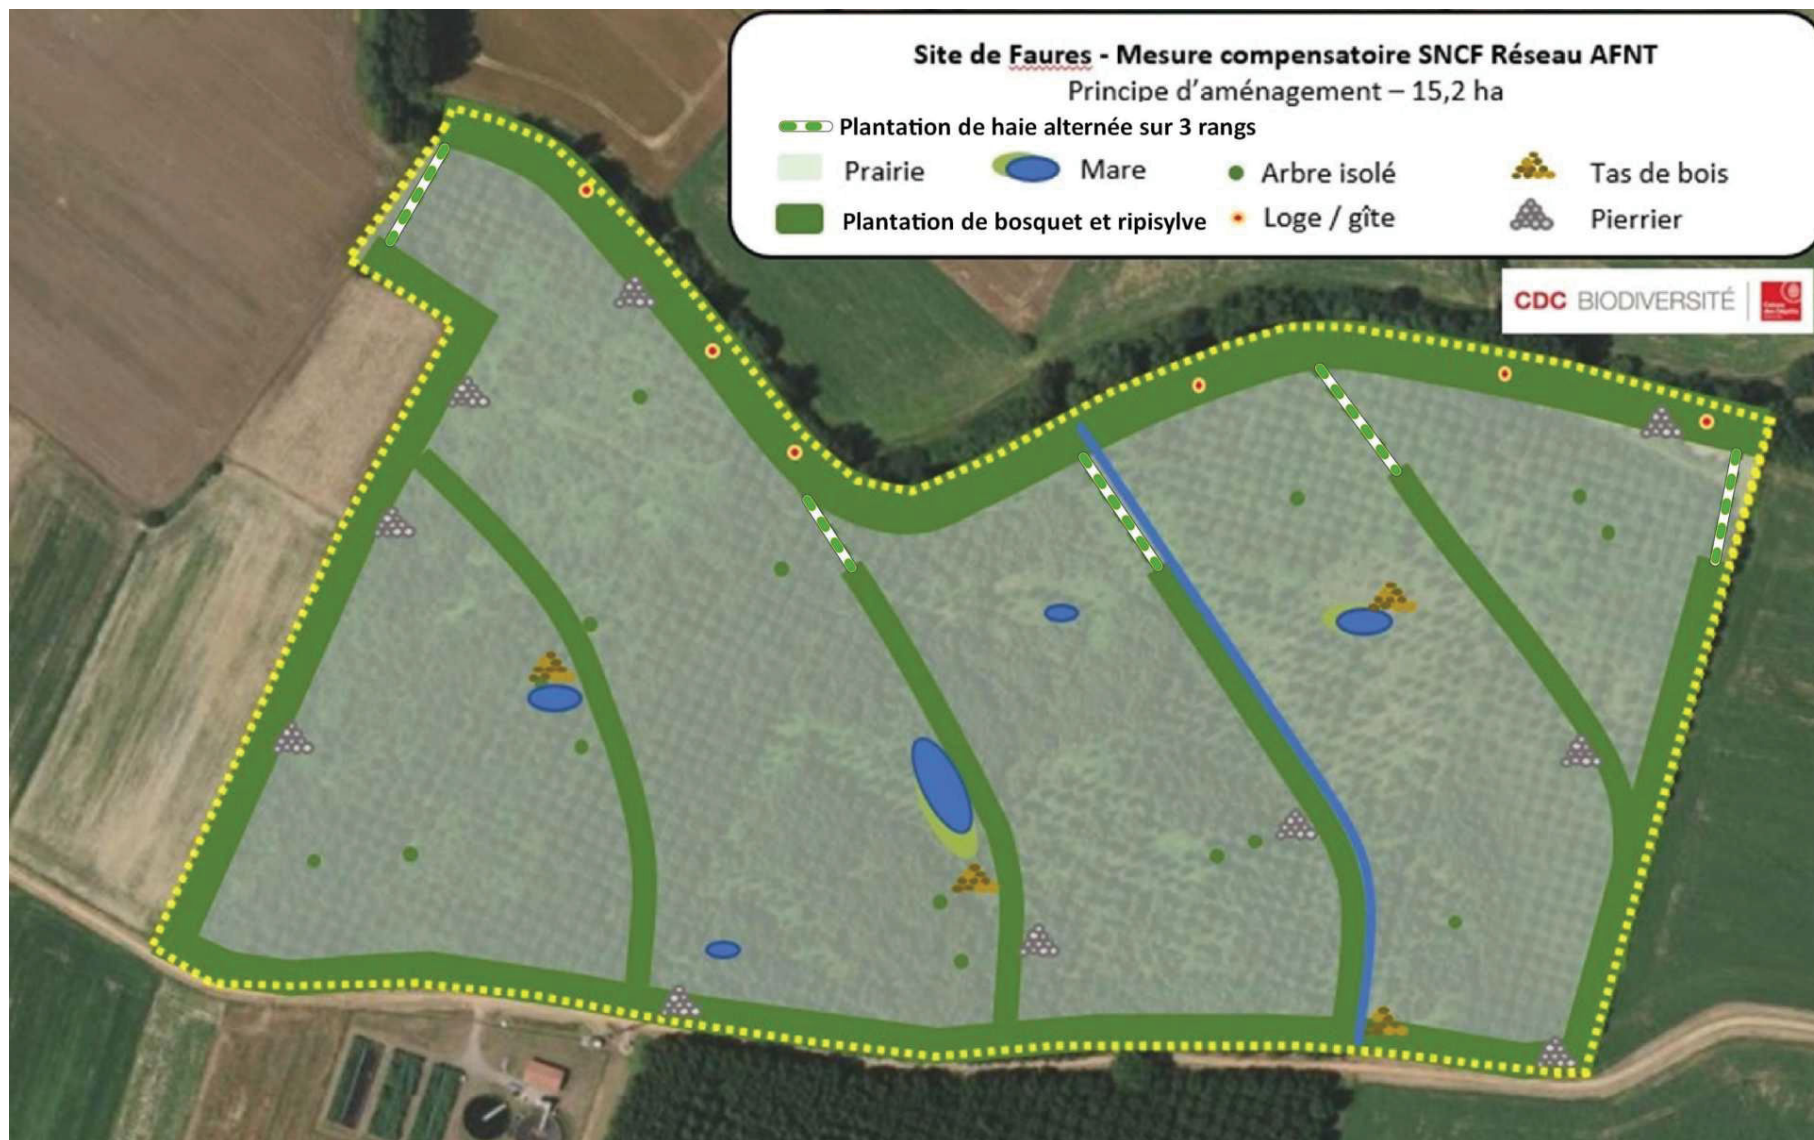 Site de Faures - Mesure compensatoire SNCF Réseau AFNT
Principe d'aménagement – 15,2 ha
Plantation de haie alternée sur 3 rangs
Prairie
Mare
Arbre isolé
Tas de bois
Plantation de bosquet et ripisylve
Loge / gîte
Pierrier
CDC BIODIVERSITÉ